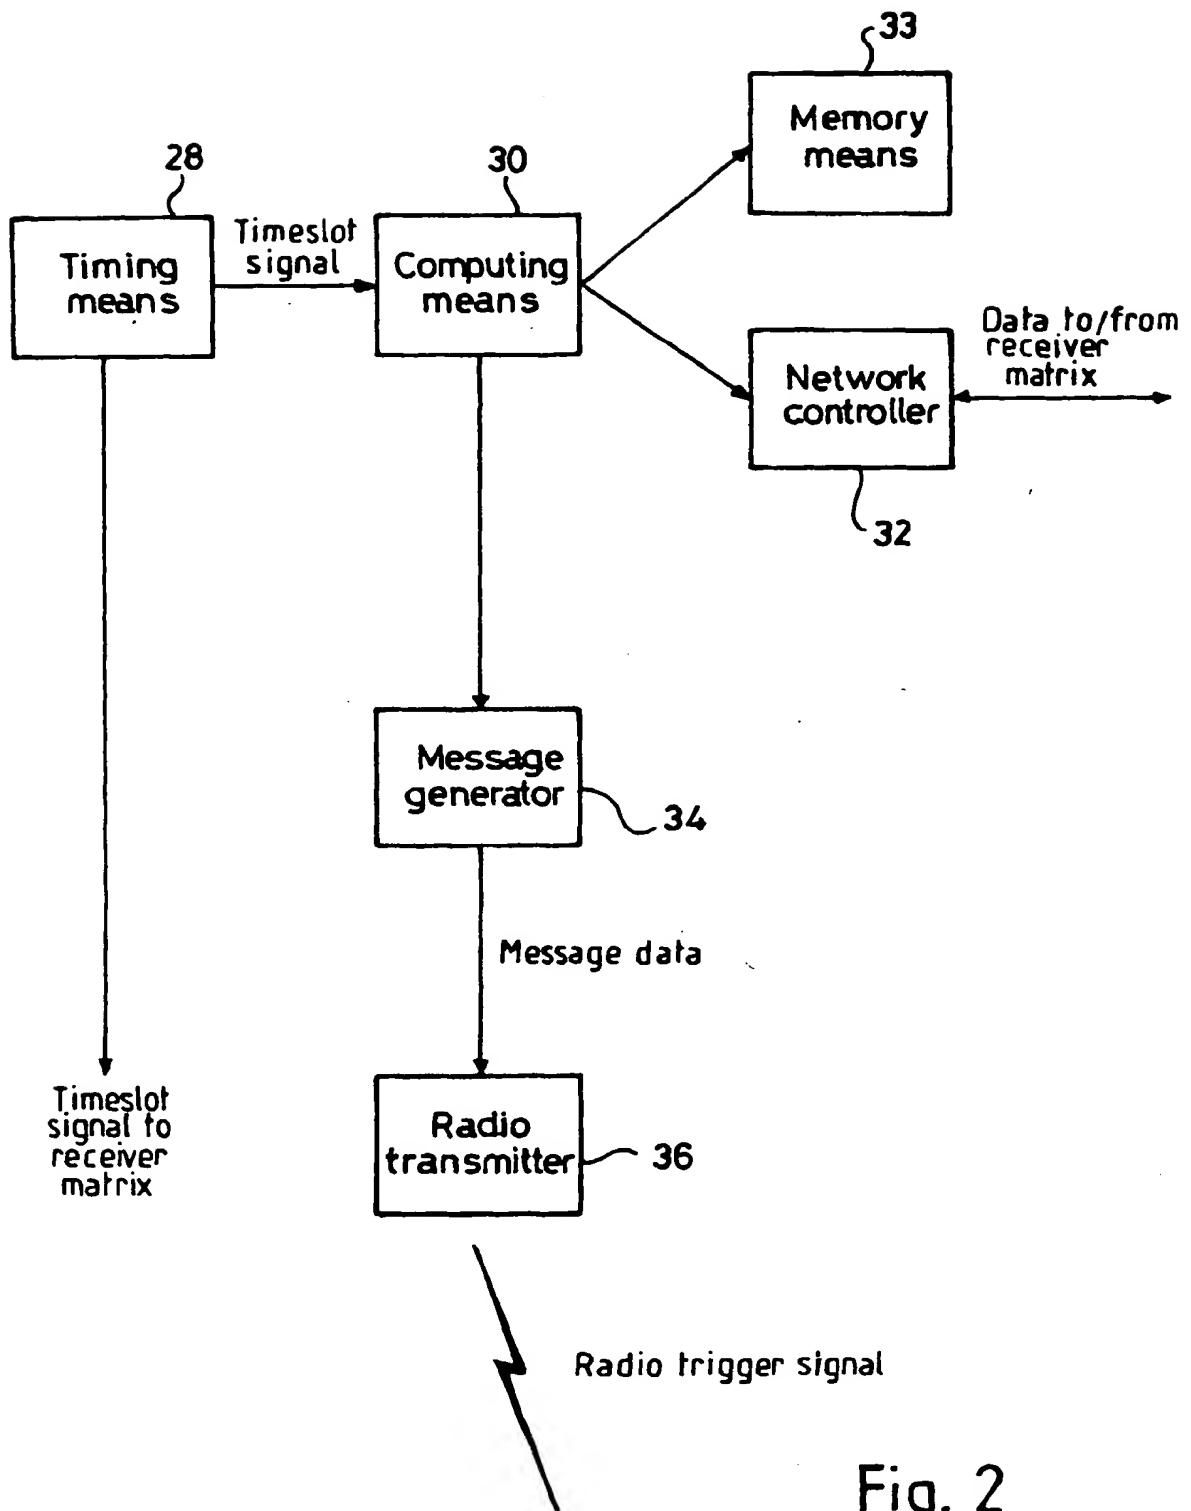 33
Memory
means
28
30
Timeslot
signal
Timing
means
Computing
means
Data to/from
receiver
matrix
Network
controller
32
Message
generator
34
Message data
Timeslot
signal to
receiver
matrix
Radio
transmitter
36
Radio trigger signal
Fig. 2